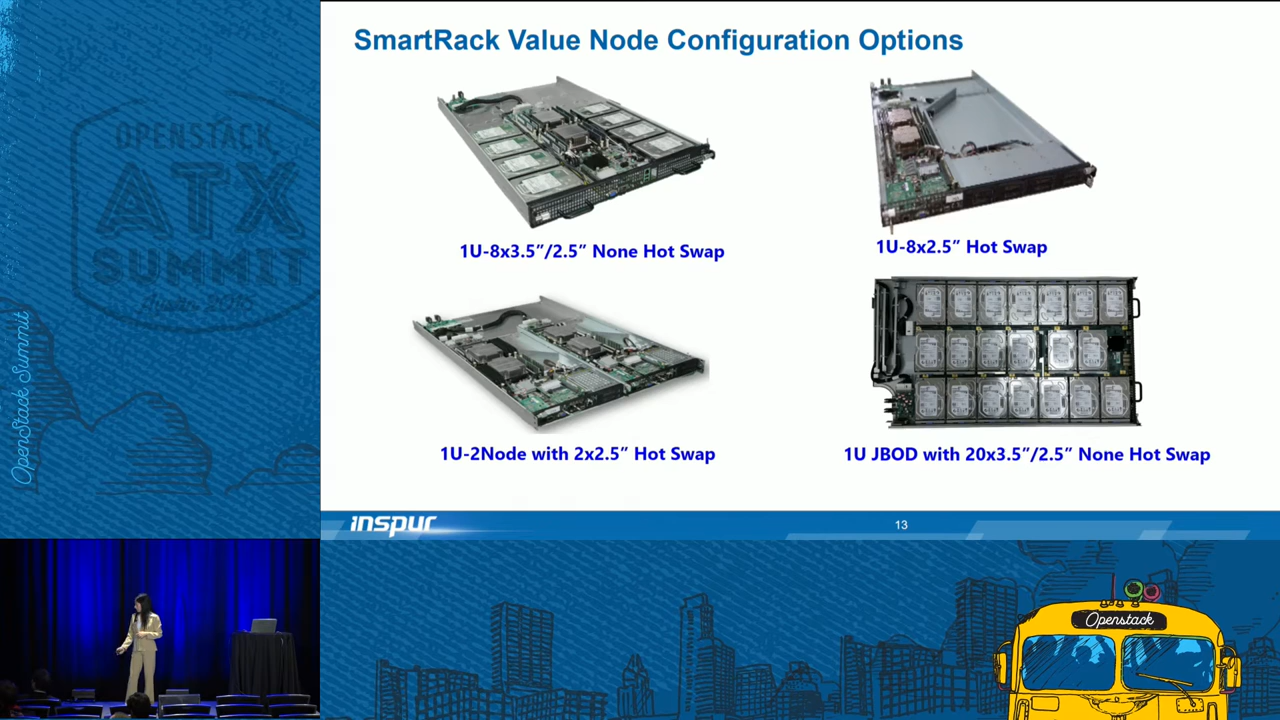 SmartRack Value Node Configuration Options
1U-8x3.5”/2.5” None Hot Swap
1U-8x2.5” Hot Swap
1U-2Node with 2x2.5” Hot Swap
1U JBOD with 20x3.5”/2.5” None Hot Swap
inspur
13
OPENSTACK
ATX
SUMMIT
Austin 2016
OpenStack Summit
Openstack